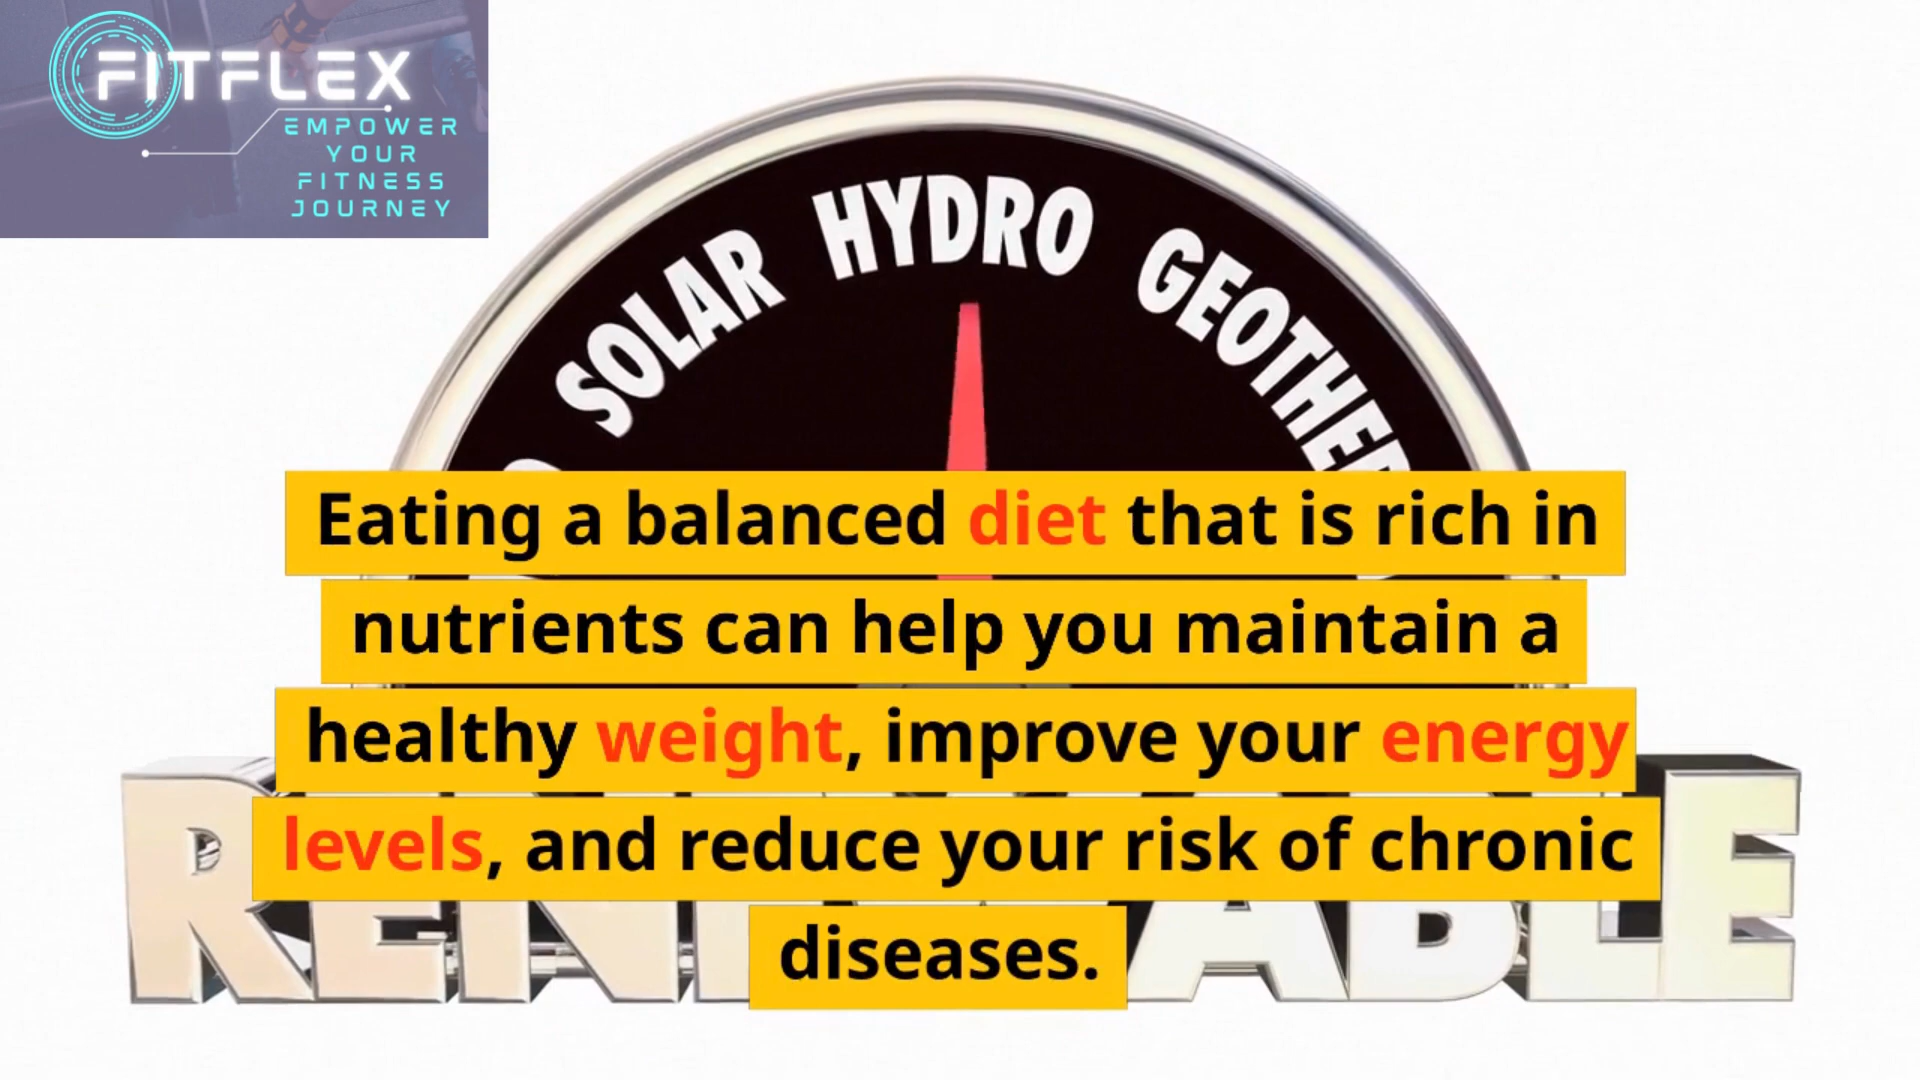 FITFLEX
EMPOWER
YOUR
FITNESS
JOURNEY
SOLAR HYDRO
Eating a balanced diet that is rich in
nutrients can help you maintain a
healthy weight, improve your energy
levels, and reduce your risk of chronic
diseases.